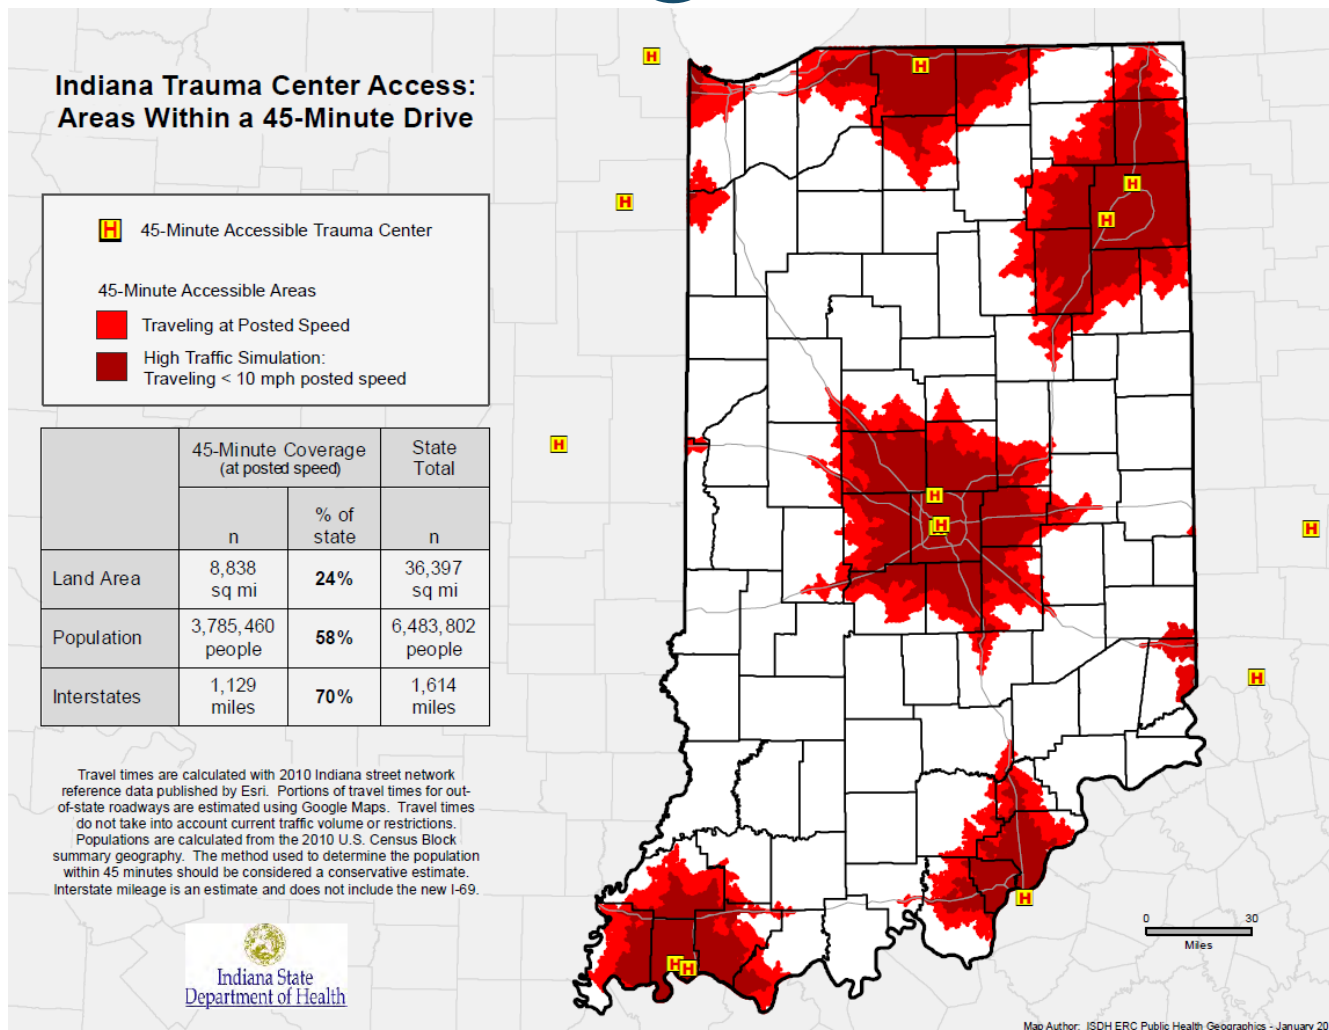 Indiana Trauma Center Access:
Areas Within a 45-Minute Drive
H 45-Minute Accessible Trauma Center
45-Minute Accessible Areas
Traveling at Posted Speed
High Traffic Simulation:
Traveling < 10 mph posted speed
45-Minute Coverage
(at posted speed)
State
Total
n
% of
state
n
Land Area
8,838
sq mi
24%
36,397
sq mi
Population
3,785,460
people
58%
6,483,802
people
Interstates
1,129
miles
70%
1,614
miles
Travel times are calculated with 2010 Indiana street network
reference data published by Esri. Portions of travel times for out-
of-state roadways are estimated using Google Maps. Travel times
do not take into account current traffic volume or restrictions.
Populations are calculated from the 2010 U.S. Census Block
summary geography. The method used to determine the population
within 45 minutes should be considered a conservative estimate.
Interstate mileage is an estimate and does not include the new I-69.
Indiana State
Department of Health
H
H
H
H
H
H
H
H
H
H
H
H
H
H
0 30
Miles
Map Author: ISDH ERC Public Health Geographics - January 20